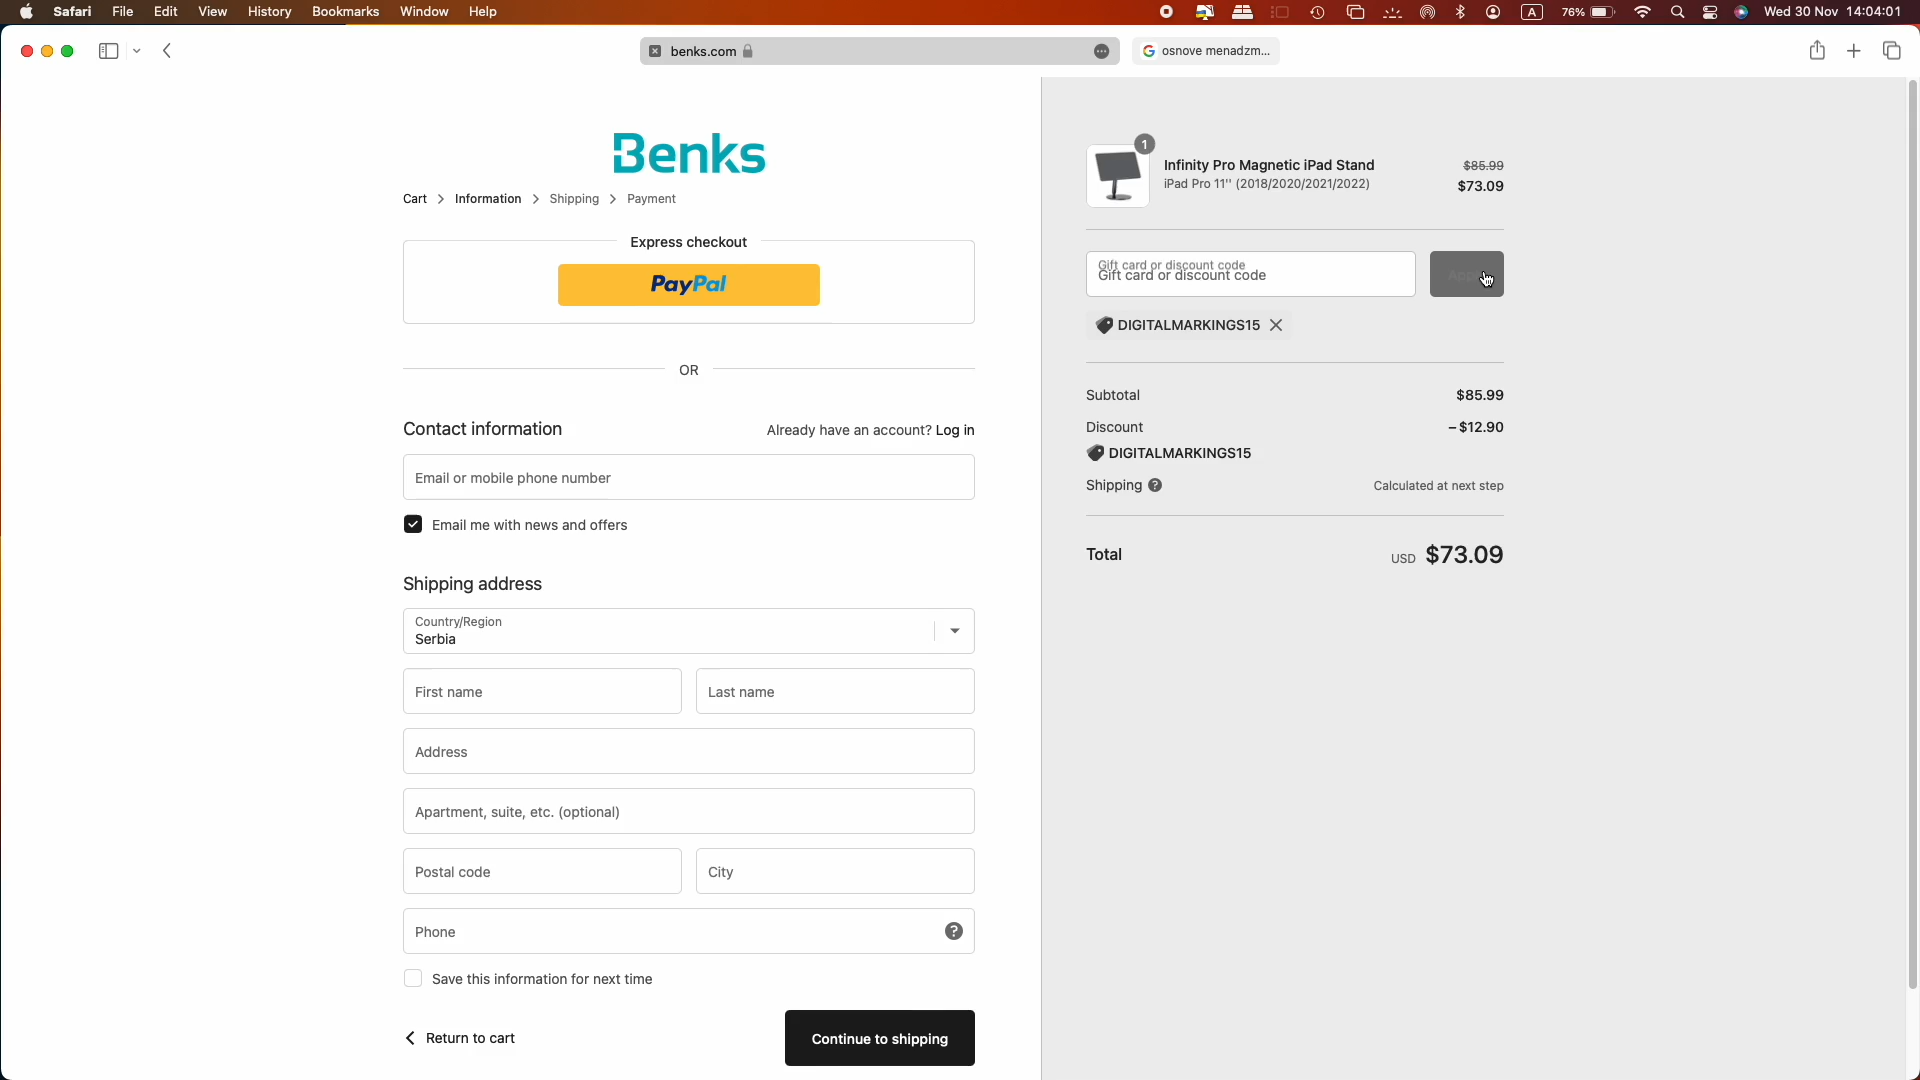 Safari File Edit View History Bookmarks Window Help A 76% Wed 30 Nov 14:04:01
benks.com
osnove menadzm...
Benks
Cart > Information > Shipping > Payment
Express checkout
PayPal
OR
Contact information
Already have an account? Log in
Email or mobile phone number
Email me with news and offers
Shipping address
Country/Region
Serbia
First name
Last name
Address
Apartment, suite, etc. (optional)
Postal code
City
Phone
?
Save this information for next time
Return to cart
Continue to shipping
1
Infinity Pro Magnetic iPad Stand
$85.99
iPad Pro 11'' (2018/2020/2021/2022)
$73.09
Gift card or discount code
Gift card or discount code
DIGITALMARKINGS15
Subtotal $85.99
Discount - $12.90
DIGITALMARKINGS15
Shipping ? Calculated at next step
Total USD $73.09